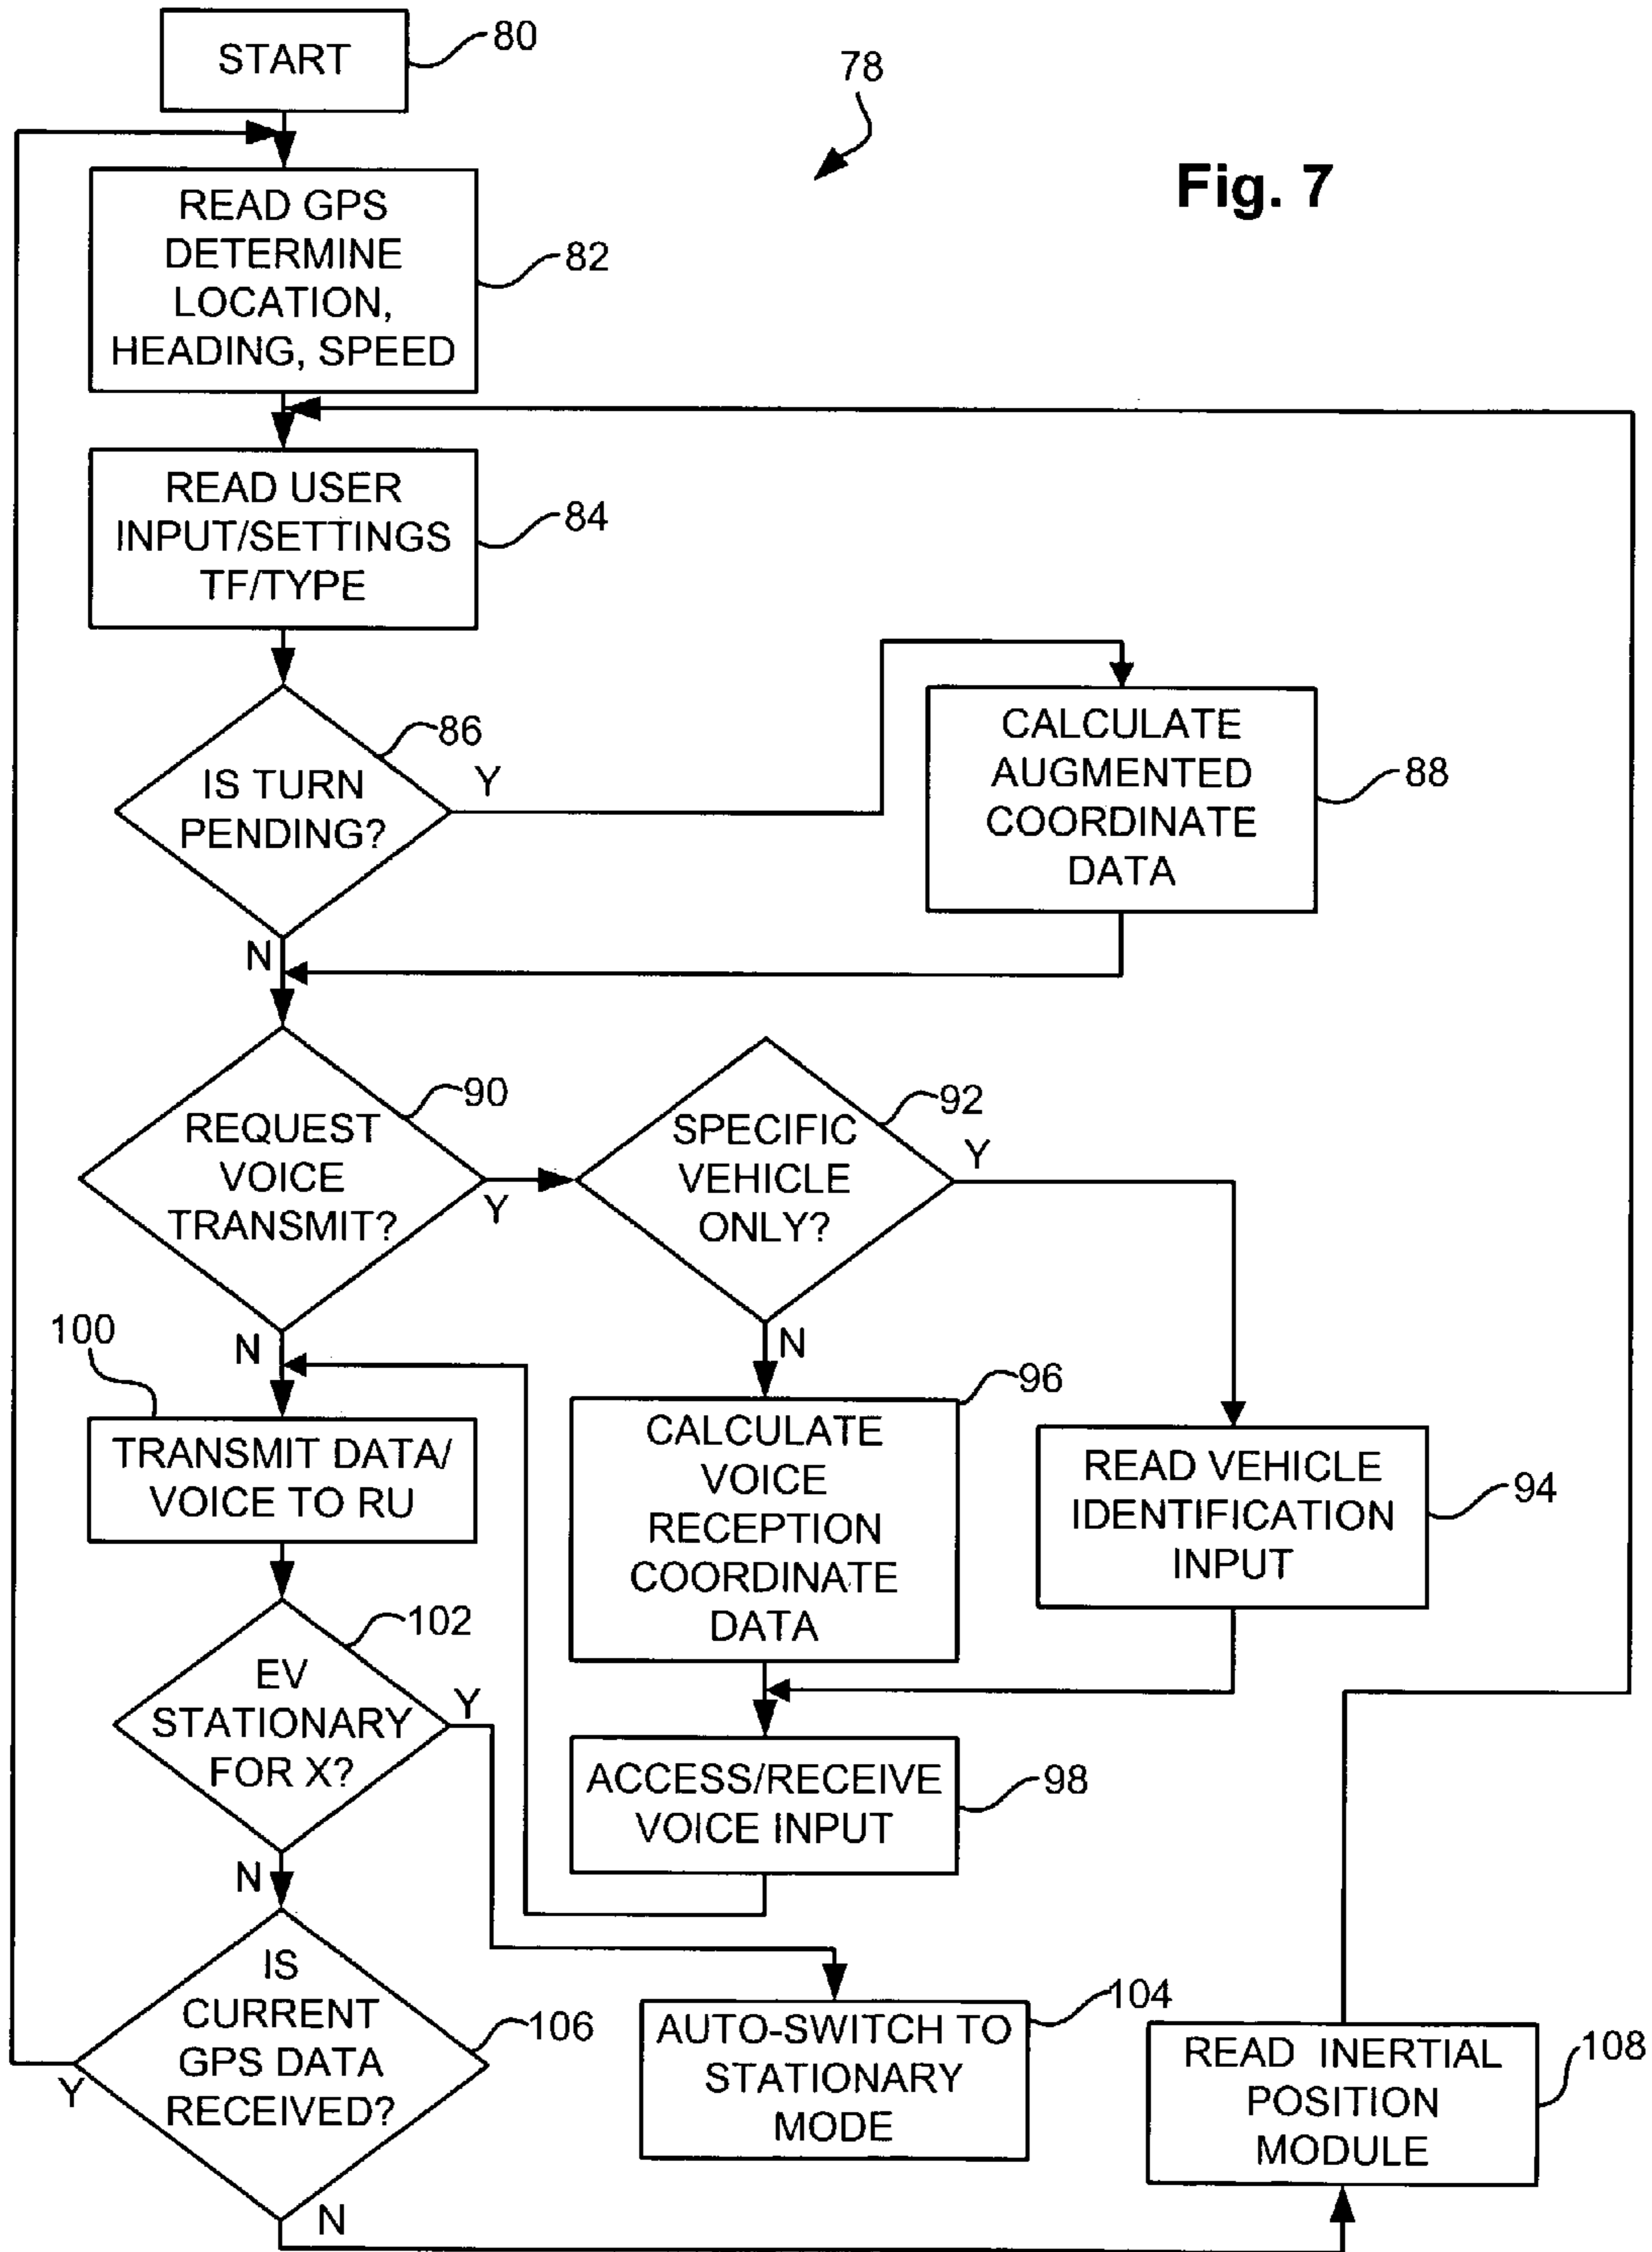 START
80
78
Fig. 7
READ GPS
DETERMINE
LOCATION,
HEADING, SPEED
82
READ USER
INPUT/SETTINGS
TF/TYPE
84
86
IS TURN
PENDING?
Y
N
CALCULATE
AUGMENTED
COORDINATE
DATA
88
90
REQUEST
VOICE
TRANSMIT?
Y
N
92
SPECIFIC
VEHICLE
ONLY?
Y
N
100
TRANSMIT DATA/
VOICE TO RU
96
CALCULATE
VOICE
RECEPTION
COORDINATE
DATA
READ VEHICLE
IDENTIFICATION
INPUT
94
102
EV
STATIONARY
FOR X?
Y
N
ACCESS/RECEIVE
VOICE INPUT
98
IS
CURRENT
GPS DATA
RECEIVED?
106
Y
N
AUTO-SWITCH TO
STATIONARY
MODE
104
READ INERTIAL
POSITION
MODULE
108